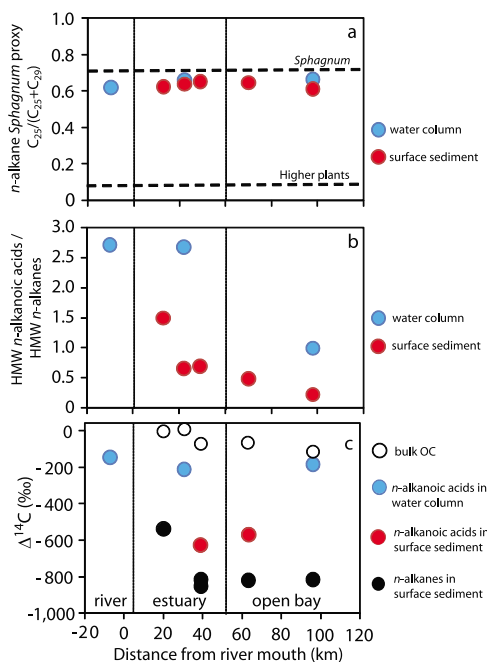 n-alkane Sphagnum proxy
C₂₅/(C₂₅+C₂₉)
1.0
0.8
0.6
0.4
0.2
0
a
Sphagnum
Higher plants
water column
surface sediment
HMW n-alkanoic acids /
HMW n-alkanes
3.0
2.5
2.0
1.5
1.0
0.5
0
b
water column
surface sediment
Δ¹⁴C (‰)
0
- 200
- 400
- 600
- 800
-1,000
c
bulk OC
n-alkanoic acids in
water column
n-alkanoic acids in
surface sediment
n-alkanes in
surface sediment
river
estuary
open bay
-20 0 20 40 60 80 100 120
Distance from river mouth (km)